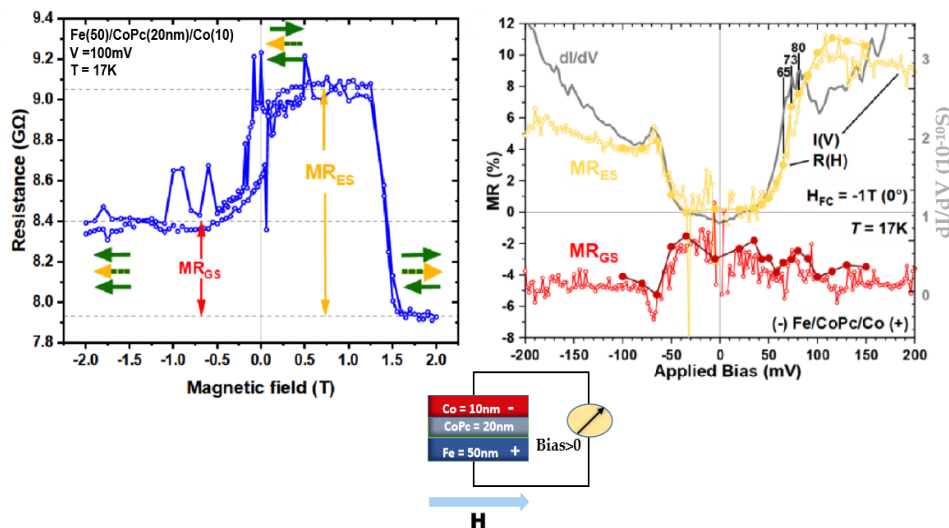 Fe(50)/CoPc(20nm)/Co(10)
V =100mV
T = 17K
Resistance (GΩ)
9.4
9.2
9.0
8.8
8.6
8.4
8.2
8.0
7.8
MR_ES
MR_GS
-2.0 -1.5 -1.0 -0.5 0.0 0.5 1.0 1.5 2.0
Magnetic field (T)
MR (%)
12
10
8
6
4
2
0
-2
-4
-6
-8
dI/dV
65
73
80
I(V)
R(H)
MR_ES
H_FC = -1T (0°)
T = 17K
MR_GS
(-) Fe/CoPc/Co (+)
3
2
1
0
dI/dV (10⁻¹⁰S)
-200 -150 -100 -50 0 50 100 150 200
Applied Bias (mV)
Co = 10nm -
CoPc = 20nm
Fe = 50nm +
Bias>0
H